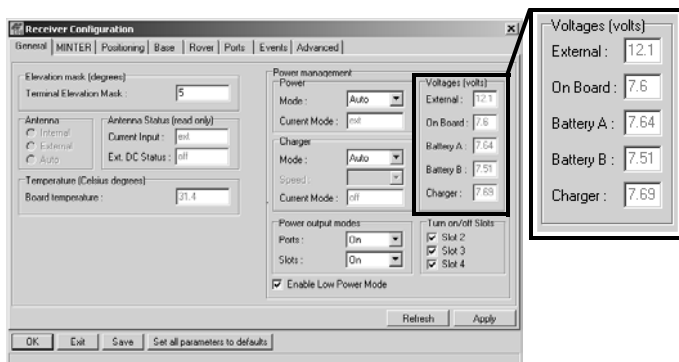 Receiver Configuration
General MINTER Positioning Base Rover Ports Events Advanced
Elevation mask (degrees)
Terminal Elevation Mask : 5
Antenna
Internal
External
Auto
Antenna Status (read only)
Current Input : ext
Ext. DC Status : off
Temperature (Celsius degrees)
Board temperature : 31.4
Power management
Power
Mode : Auto
Current Mode : ext
Charger
Mode : Auto
Speed :
Current Mode : off
Voltages (volts)
External : 12.1
On Board : 7.6
Battery A : 7.64
Battery B : 7.51
Charger : 7.69
Power output modes
Ports : On
Slots : On
Turn on/off Slots
Slot 2
Slot 3
Slot 4
Enable Low Power Mode
Refresh Apply
OK Exit Save Set all parameters to defaults
Voltages (volts)
External : 12.1
On Board : 7.6
Battery A : 7.64
Battery B : 7.51
Charger : 7.69